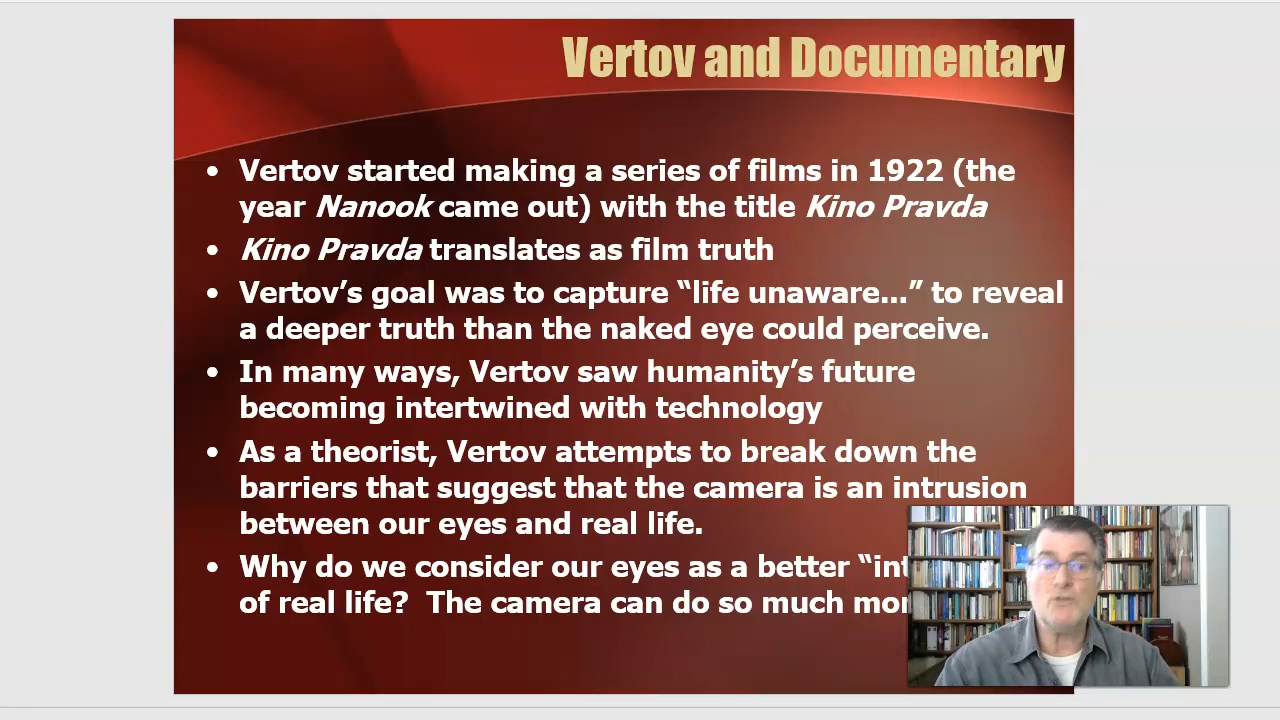 Vertov and Documentary
• Vertov started making a series of films in 1922 (the
year Nanook came out) with the title Kino Pravda
• Kino Pravda translates as film truth
• Vertov's goal was to capture “life unaware...” to reveal
a deeper truth than the naked eye could perceive.
• In many ways, Vertov saw humanity's future
becoming intertwined with technology
• As a theorist, Vertov attempts to break down the
barriers that suggest that the camera is an intrusion
between our eyes and real life.
• Why do we consider our eyes as a better
of real life?  The camera can do so much